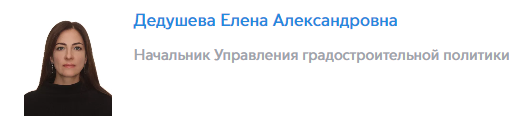 Дедушева Елена Александровна
Начальник Управления градостроительной политики